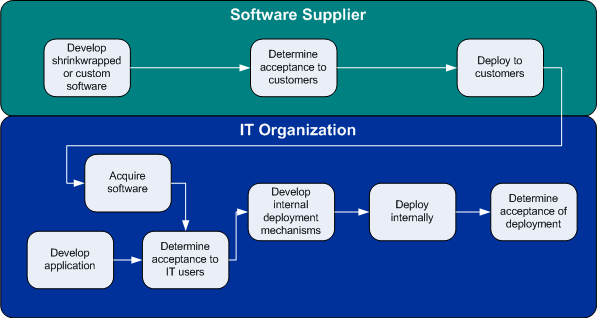 Software Supplier
Develop
shrinkwrapped
or custom
software
Determine
acceptance to
customers
Deploy to
customers
IT Organization
Acquire
software
Develop
application
Determine
acceptance to
IT users
Develop
internal
deployment
mechanisms
Deploy
internally
Determine
acceptance of
deployment